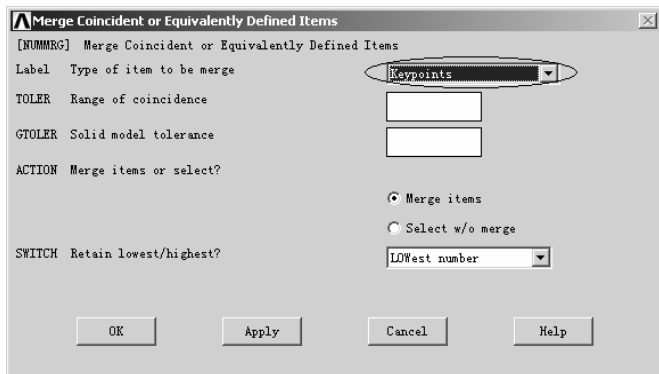 Merge Coincident or Equivalently Defined Items
[NUMMRG] Merge Coincident or Equivalently Defined Items
Label Type of item to be merge Keypoints
TOLER Range of coincidence
GTOLER Solid model tolerance
ACTION Merge items or select?
Merge items
Select w/o merge
SWITCH Retain lowest/highest? LOWest number
OK Apply Cancel Help